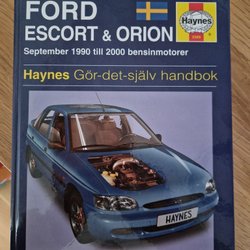 FORD
ESCORT & ORION
Haynes
September 1990 till 2000 bensinmotorer
Haynes Gör-det-själv handbok
HAYNES